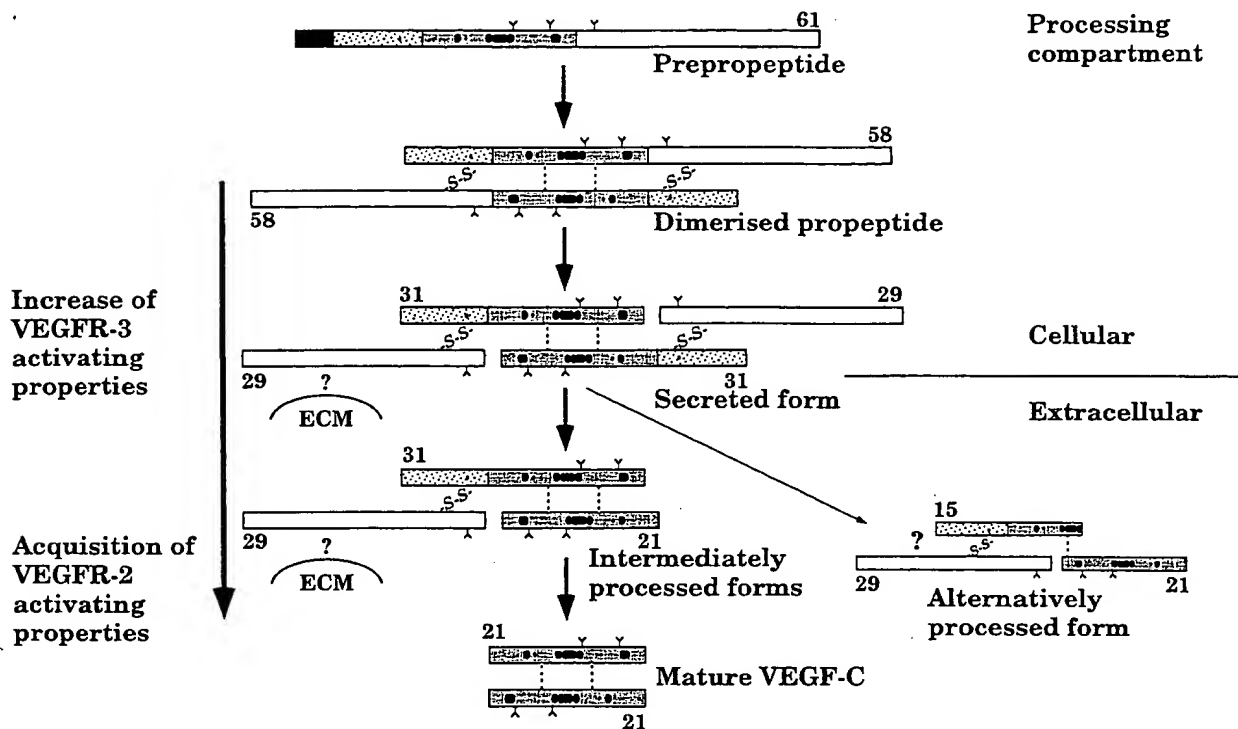 61
Processing
compartment
Prepropeptide
58
-S-S-
-S-S-
58
Dimerised propeptide
Increase of
VEGFR-3
activating
properties
31
29
-S-S-
-S-S-
Cellular
29
31
?
ECM
Secreted form
Extracellular
31
-S-S-
29
21
?
ECM
Acquisition of
VEGFR-2
activating
properties
Intermediately
processed forms
15
?
-S-S-
29
21
Alternatively
processed form
21
Mature VEGF-C
21